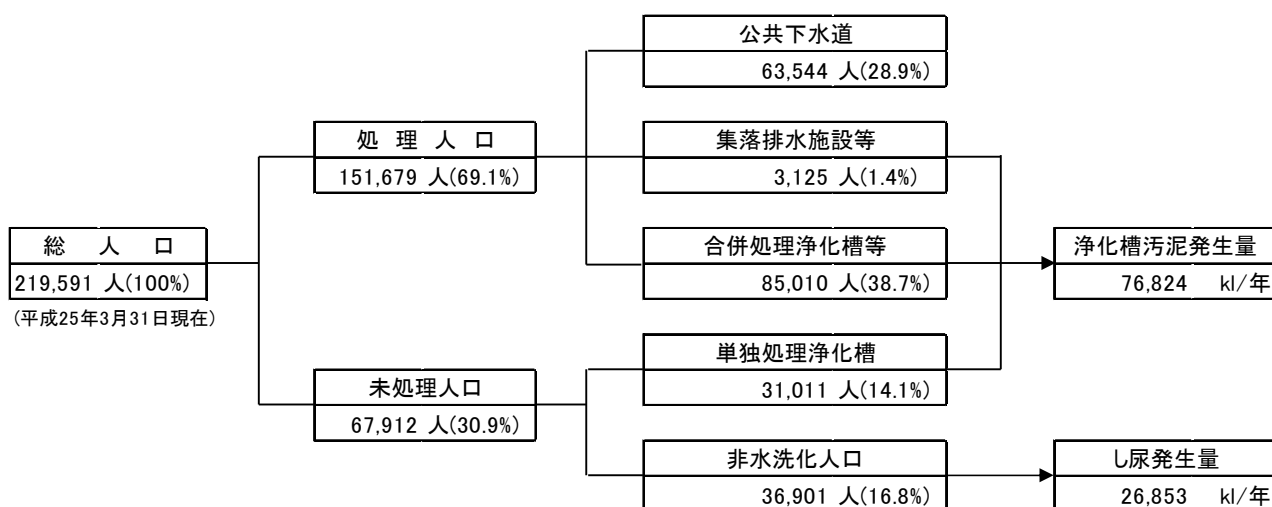 公共下水道
63,544 人(28.9%)
処 理 人 口
151,679 人(69.1%)
集落排水施設等
3,125 人(1.4%)
総 人 口
219,591 人(100%)
(平成25年3月31日現在)
合併処理浄化槽等
85,010 人(38.7%)
浄化槽汚泥発生量
76,824 kl/年
未処理人口
67,912 人(30.9%)
単独処理浄化槽
31,011 人(14.1%)
非水洗化人口
36,901 人(16.8%)
し尿発生量
26,853 kl/年